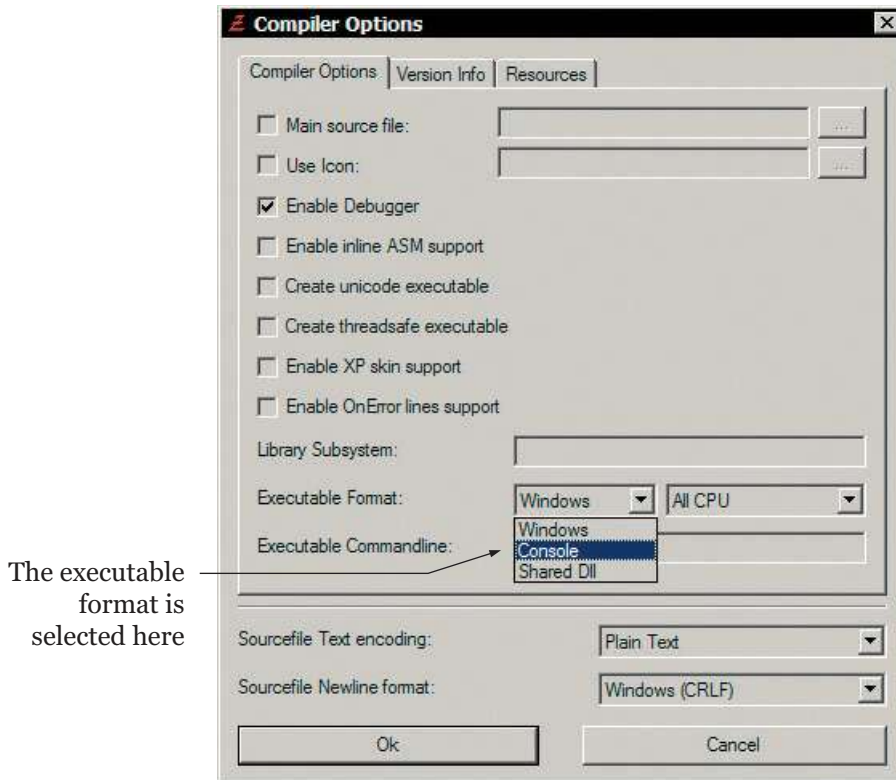 Compiler Options
Compiler Options Version Info Resources
Main source file: ...
Use Icon: ...
Enable Debugger
Enable inline ASM support
Create unicode executable
Create threadsafe executable
Enable XP skin support
Enable OnError lines support
Library Subsystem:
Executable Format: Windows All CPU
Windows
Executable Commandline: Console
Shared Dll
The executable
format is
selected here
Sourcefile Text encoding: Plain Text
Sourcefile Newline format: Windows (CRLF)
Ok Cancel